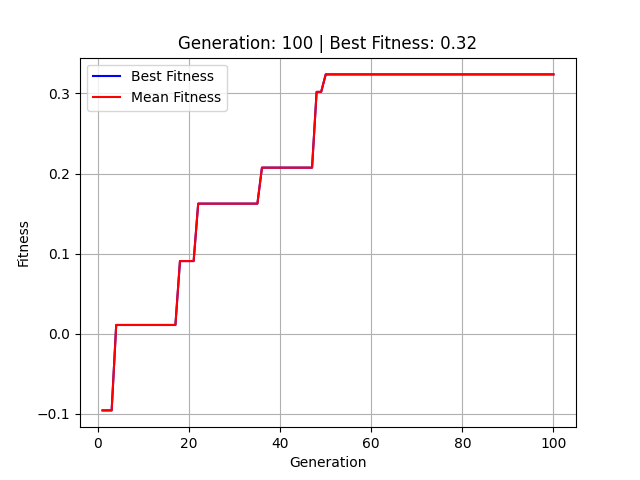 Generation: 100 | Best Fitness: 0.32
Best Fitness
Mean Fitness
Fitness
0.3
0.2
0.1
0.0
−0.1
0 20 40 60 80 100
Generation